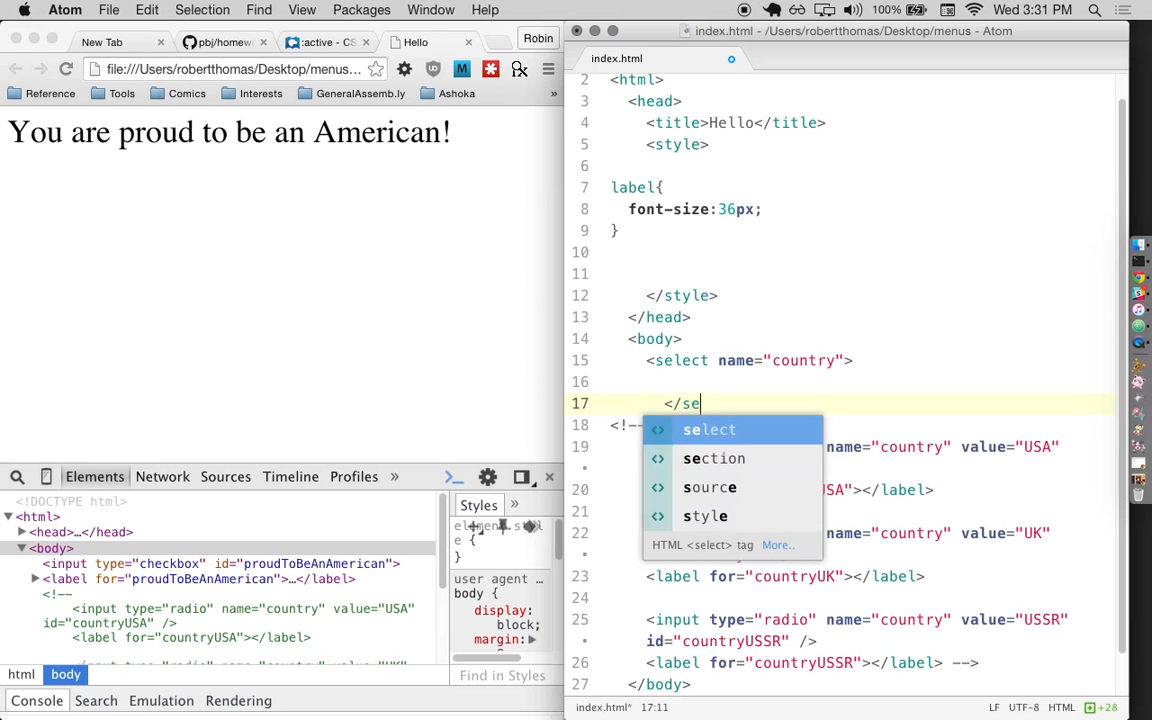 Atom File Edit Selection Find View Packages Window Help 100% Wed 3:31 PM
New Tab pbj/homew :active - CS Hello Robin
index.html - /Users/robertthomas/Desktop/menus - Atom
file:///Users/robertthomas/Desktop/menus...
Reference Tools Comics Interests GeneralAssemb.ly Ashoka »
You are proud to be an American!
index.html
2 <html>
3 <head>
4 <title>Hello</title>
5 <style>
6
7 label{
8 font-size:36px;
9 }
10
11
12 </style>
13 </head>
14 <body>
15 <select name="country">
16
17 </se
18 <!--
select
section
source
style
HTML <select> tag More..
19 name="country" value="USA"
20 SA"></label>
name="country" value="UK"
23 <label for="countryUK"></label>
24
25 <input type="radio" name="country" value="USSR"
id="countryUSSR" />
26 <label for="countryUSSR"></label> -->
27 </body>
index.html* 17:11 LF UTF-8 HTML +28
Elements Network Sources Timeline Profiles »
<!DOCTYPE html>
<html>
<head>…</head>
<body>
<input type="checkbox" id="proudToBeAnAmerican">
<label for="proudToBeAnAmerican">…</label>
<!--
<input type="radio" name="country" value="USA"
id="countryUSA" />
<label for="countryUSA"></label>
Styles »
element.styl
e {
}
user agent …
body {
display:
block;
margin:
html body
Find in Styles
Console Search Emulation Rendering